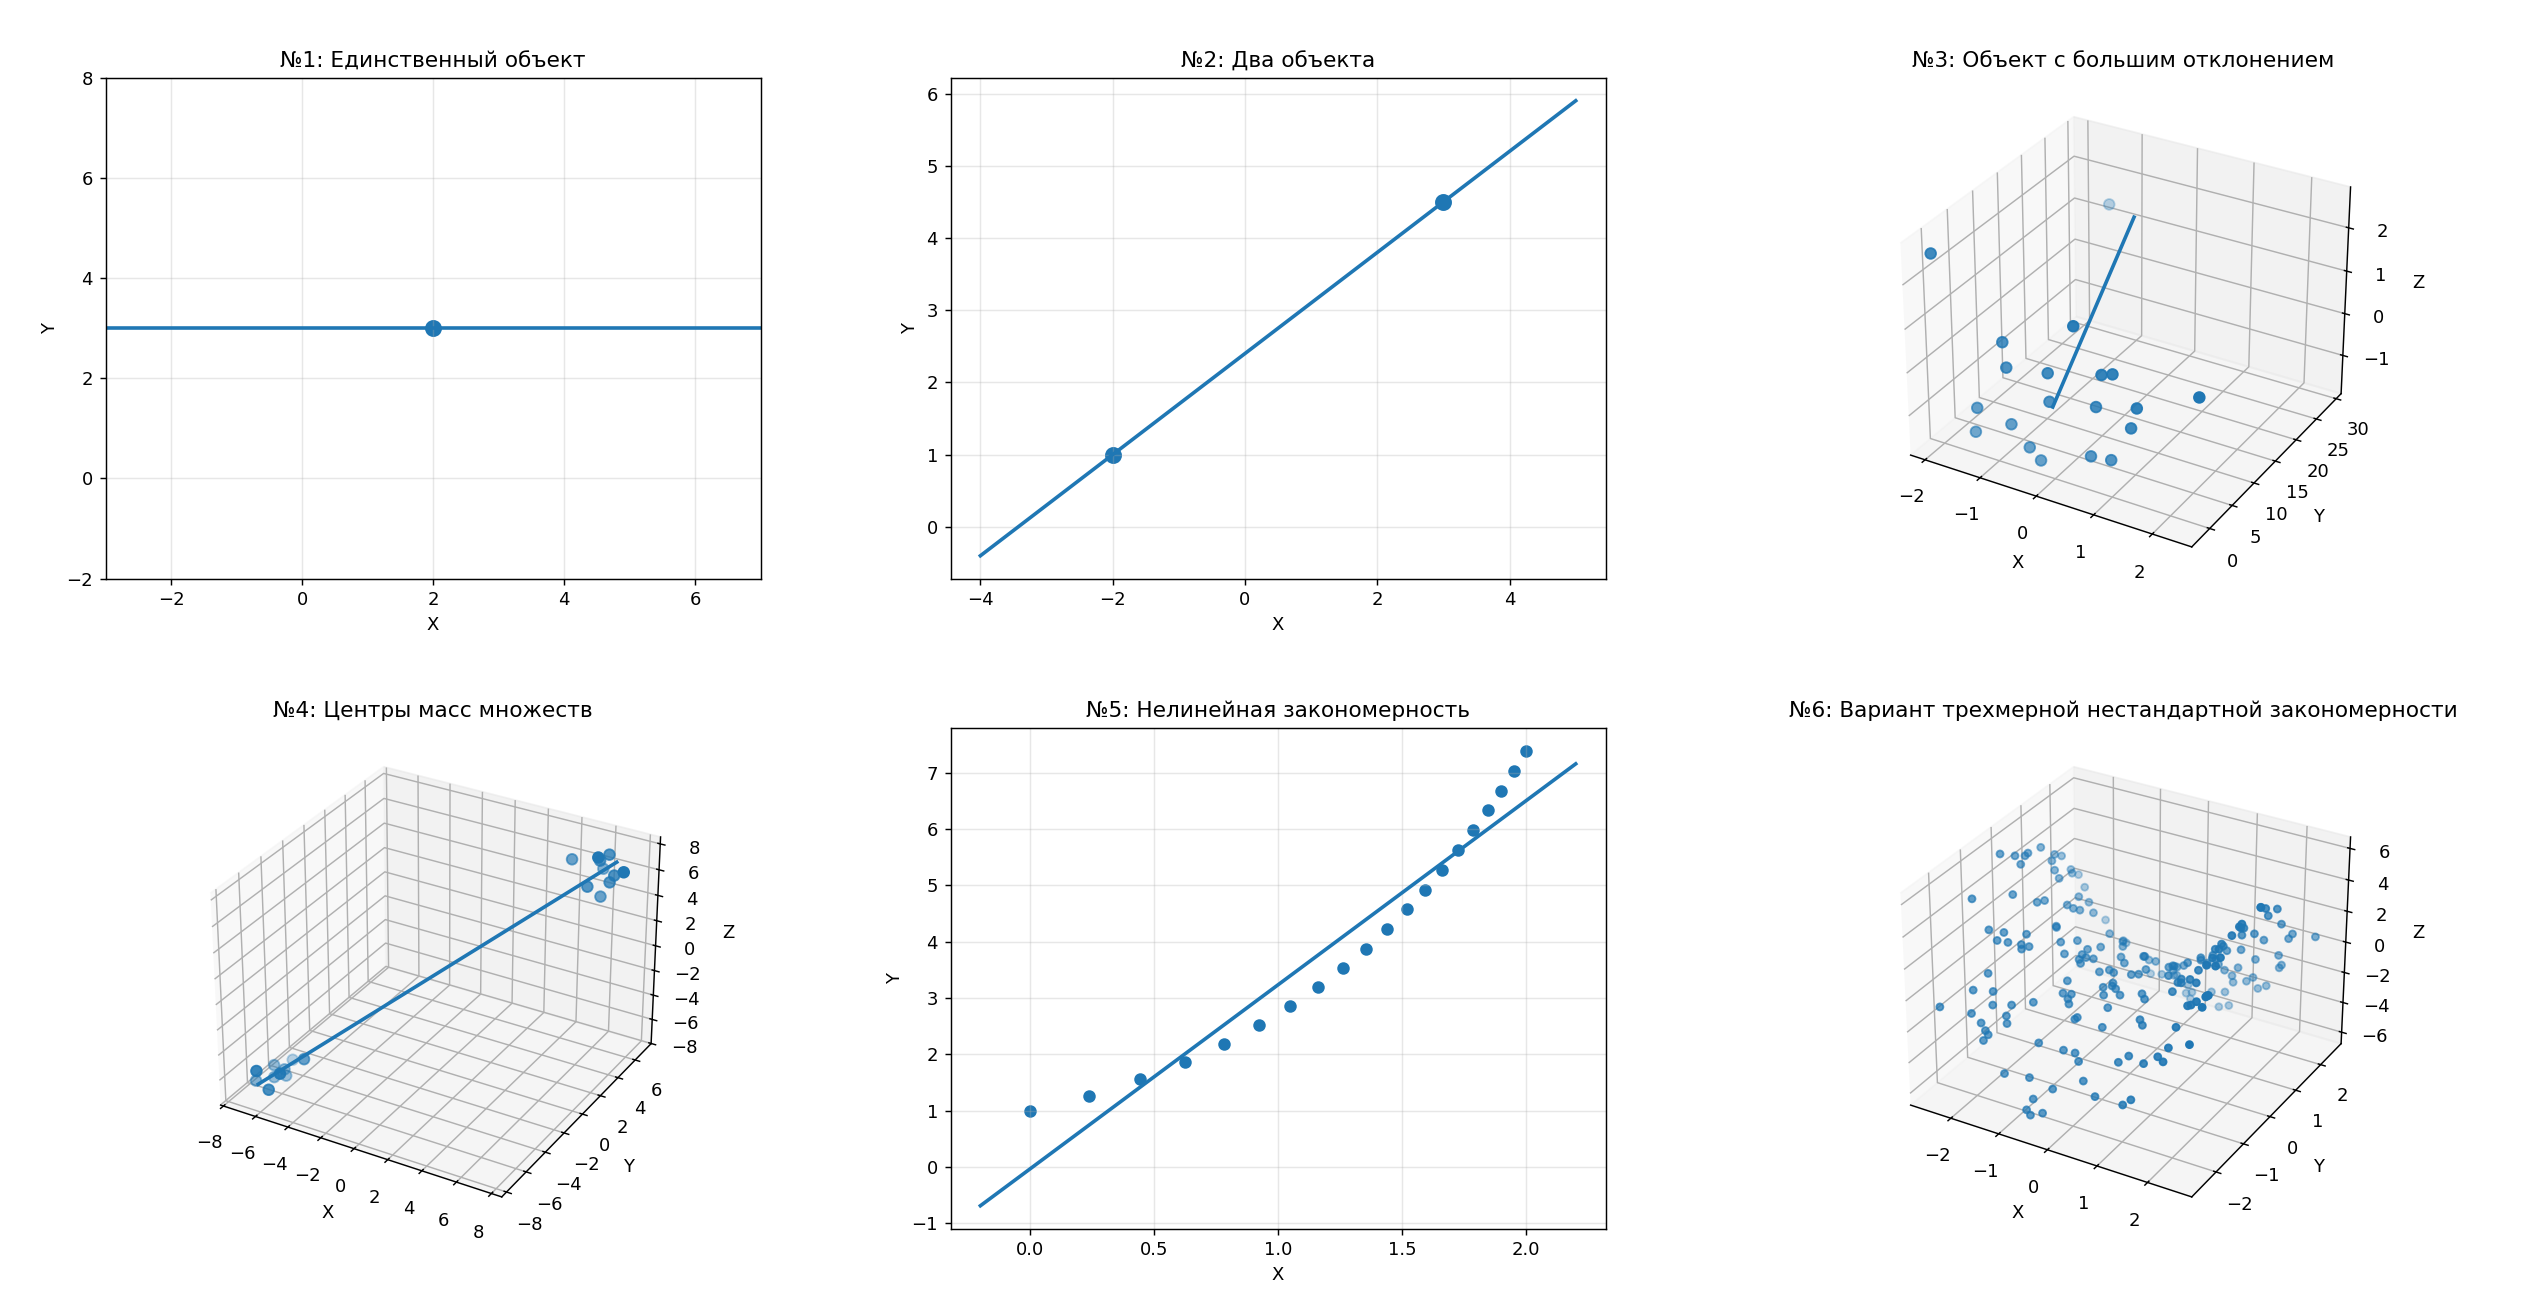 №1: Единственный объект
8
6
4
2
0
−2
Y
−2 0 2 4 6
X
№2: Два объекта
6
5
4
3
2
1
0
Y
−4 −2 0 2 4
X
№3: Объект с большим отклонением
2
1
0
−1
Z
−2 −1 0 1 2
X
0 5 10 15 20 25 30
Y
№4: Центры масс множеств
8
6
4
2
0
−2
−4
−6
−8
Z
−8 −6 −4 −2 0 2 4 6 8
X
−8 −6 −4 −2 0 2 4 6
Y
№5: Нелинейная закономерность
7
6
5
4
3
2
1
0
−1
Y
0.0 0.5 1.0 1.5 2.0
X
№6: Вариант трехмерной нестандартной закономерности
6
4
2
0
−2
−4
−6
Z
−2 −1 0 1 2
X
−2 −1 0 1 2
Y